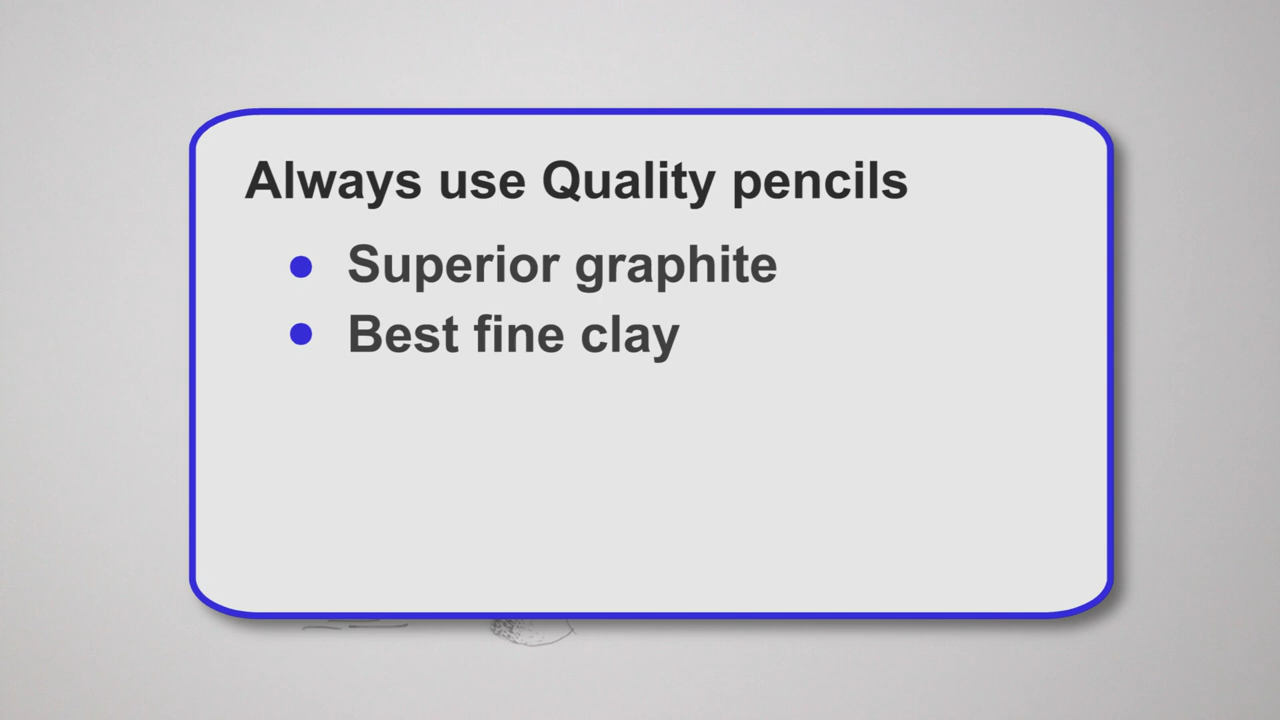 Always use Quality pencils
● Superior graphite
● Best fine clay